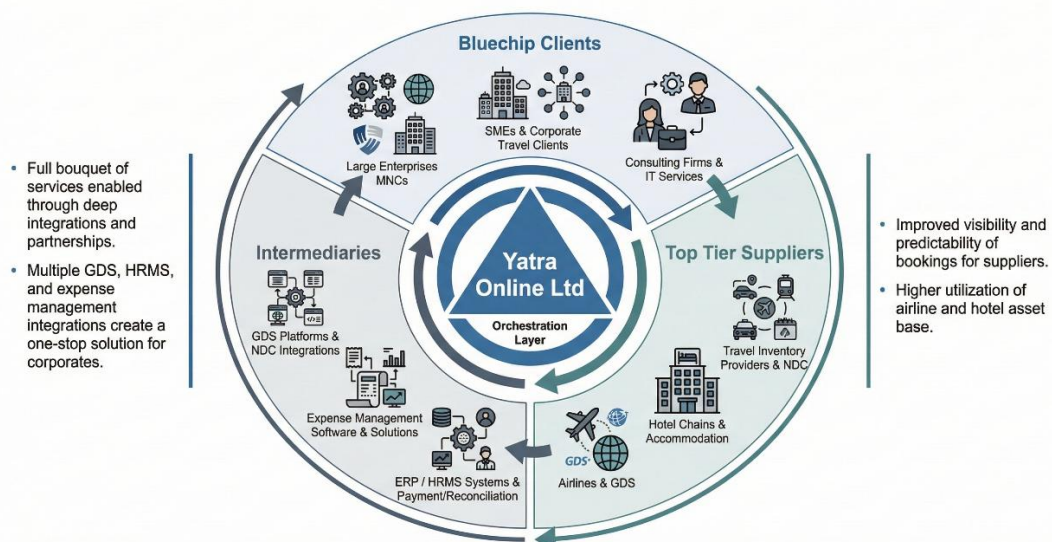 Bluechip Clients
Large Enterprises
MNCs
SMEs & Corporate
Travel Clients
Consulting Firms &
IT Services
• Full bouquet of
services enabled
through deep
integrations and
partnerships.
• Multiple GDS, HRMS,
and expense
management
integrations create a
one-stop solution for
corporates.
Intermediaries
GDS Platforms &
NDC Integrations
Expense Management
Software & Solutions
ERP / HRMS Systems &
Payment/Reconciliation
Yatra
Online Ltd
Orchestration
Layer
Top Tier Suppliers
Travel Inventory
Providers & NDC
Hotel Chains &
Accommodation
GDS
Airlines & GDS
• Improved visibility and
predictability of
bookings for suppliers.
• Higher utilization of
airline and hotel asset
base.